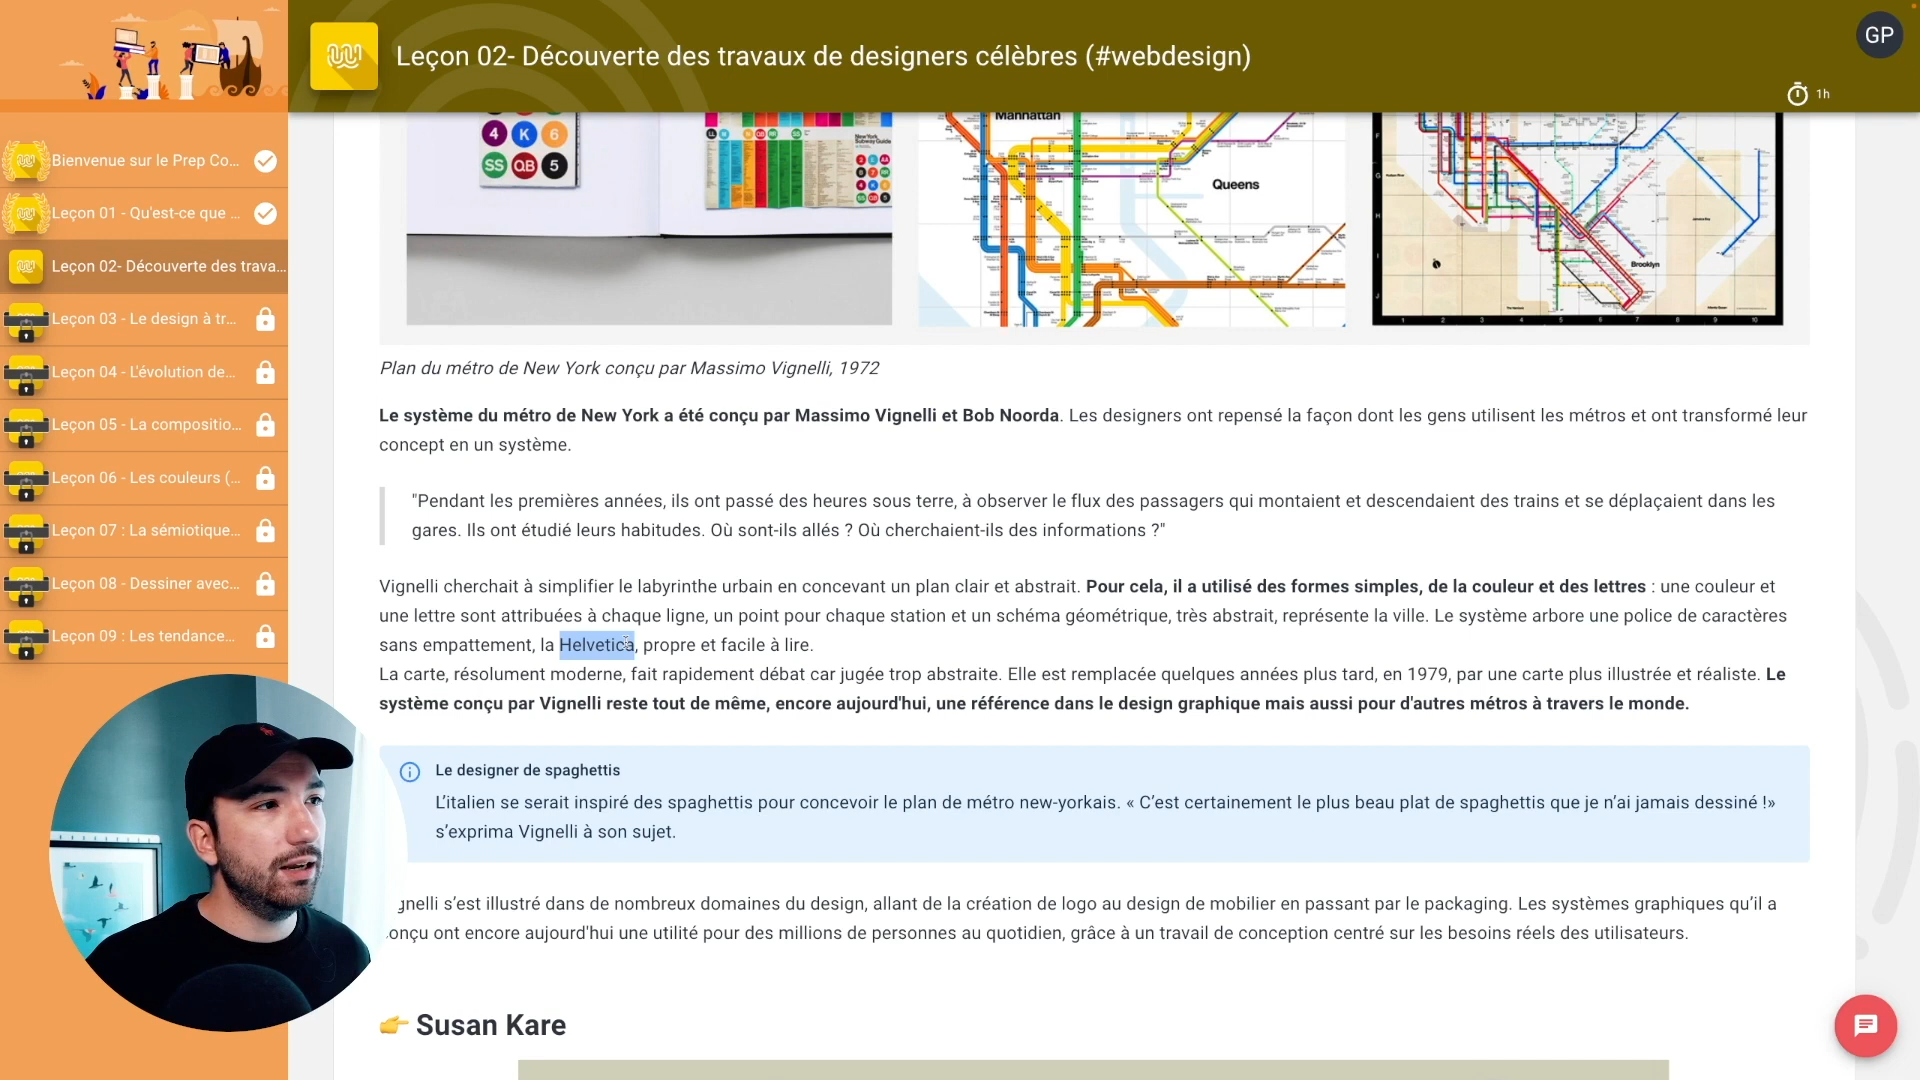 Leçon 02- Découverte des travaux de designers célèbres (#webdesign)
GP
1h
Bienvenue sur le Prep Co...
Leçon 01 - Qu'est-ce que ...
Leçon 02- Découverte des trava...
Leçon 03 - Le design à tr...
Leçon 04 - L'évolution de...
Leçon 05 - La compositio...
Leçon 06 - Les couleurs (...
Leçon 07 : La sémiotique...
Leçon 08 - Dessiner avec...
Leçon 09 : Les tendance...
4 K 6
SS QB 5
New York
Subway Guide
Manhattan
Queens
Brooklyn
Plan du métro de New York conçu par Massimo Vignelli, 1972
Le système du métro de New York a été conçu par Massimo Vignelli et Bob Noorda. Les designers ont repensé la façon dont les gens utilisent les métros et ont transformé leur
concept en un système.
"Pendant les premières années, ils ont passé des heures sous terre, à observer le flux des passagers qui montaient et descendaient des trains et se déplaçaient dans les
gares. Ils ont étudié leurs habitudes. Où sont-ils allés ? Où cherchaient-ils des informations ?"
Vignelli cherchait à simplifier le labyrinthe urbain en concevant un plan clair et abstrait. Pour cela, il a utilisé des formes simples, de la couleur et des lettres : une couleur et
une lettre sont attribuées à chaque ligne, un point pour chaque station et un schéma géométrique, très abstrait, représente la ville. Le système arbore une police de caractères
sans empattement, la Helvetica, propre et facile à lire.
La carte, résolument moderne, fait rapidement débat car jugée trop abstraite. Elle est remplacée quelques années plus tard, en 1979, par une carte plus illustrée et réaliste. Le
système conçu par Vignelli reste tout de même, encore aujourd'hui, une référence dans le design graphique mais aussi pour d'autres métros à travers le monde.
Le designer de spaghettis
L'italien se serait inspiré des spaghettis pour concevoir le plan de métro new-yorkais. « C'est certainement le plus beau plat de spaghettis que je n'ai jamais dessiné !»
s'exprima Vignelli à son sujet.
gnelli s'est illustré dans de nombreux domaines du design, allant de la création de logo au design de mobilier en passant par le packaging. Les systèmes graphiques qu'il a
onçu ont encore aujourd'hui une utilité pour des millions de personnes au quotidien, grâce à un travail de conception centré sur les besoins réels des utilisateurs.
Susan Kare